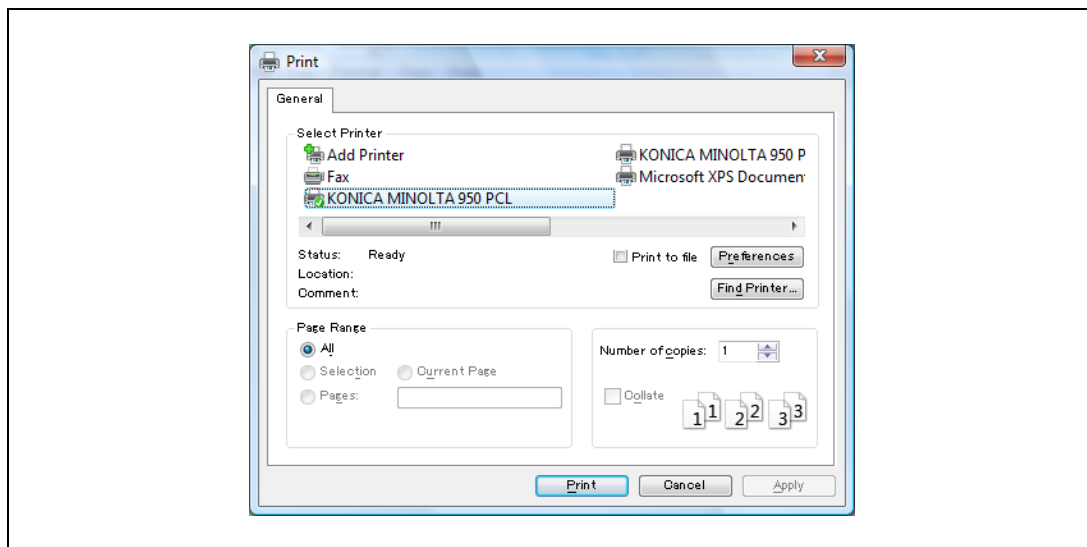 Print
General
Select Printer
Add Printer
Fax
KONICA MINOLTA 950 PCL
KONICA MINOLTA 950 P
Microsoft XPS Documen
Status: Ready
Location:
Comment:
Print to file
Preferences
Find Printer...
Page Range
All
Selection Current Page
Pages:
Number of copies: 1
Collate
1 1 2 2 3 3
Print Cancel Apply